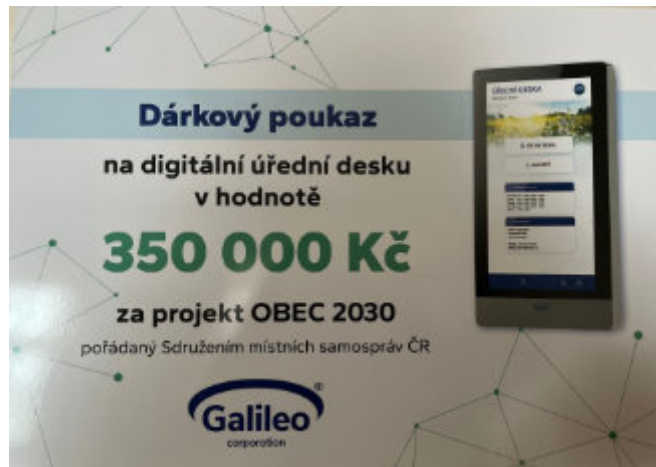 Dárkový poukaz
na digitální úřední desku
v hodnotě
350 000 Kč
za projekt OBEC 2030
pořádaný Sdružením místních samospráv ČR
Galileo®
corporation
ÚŘEDNÍ DESKA